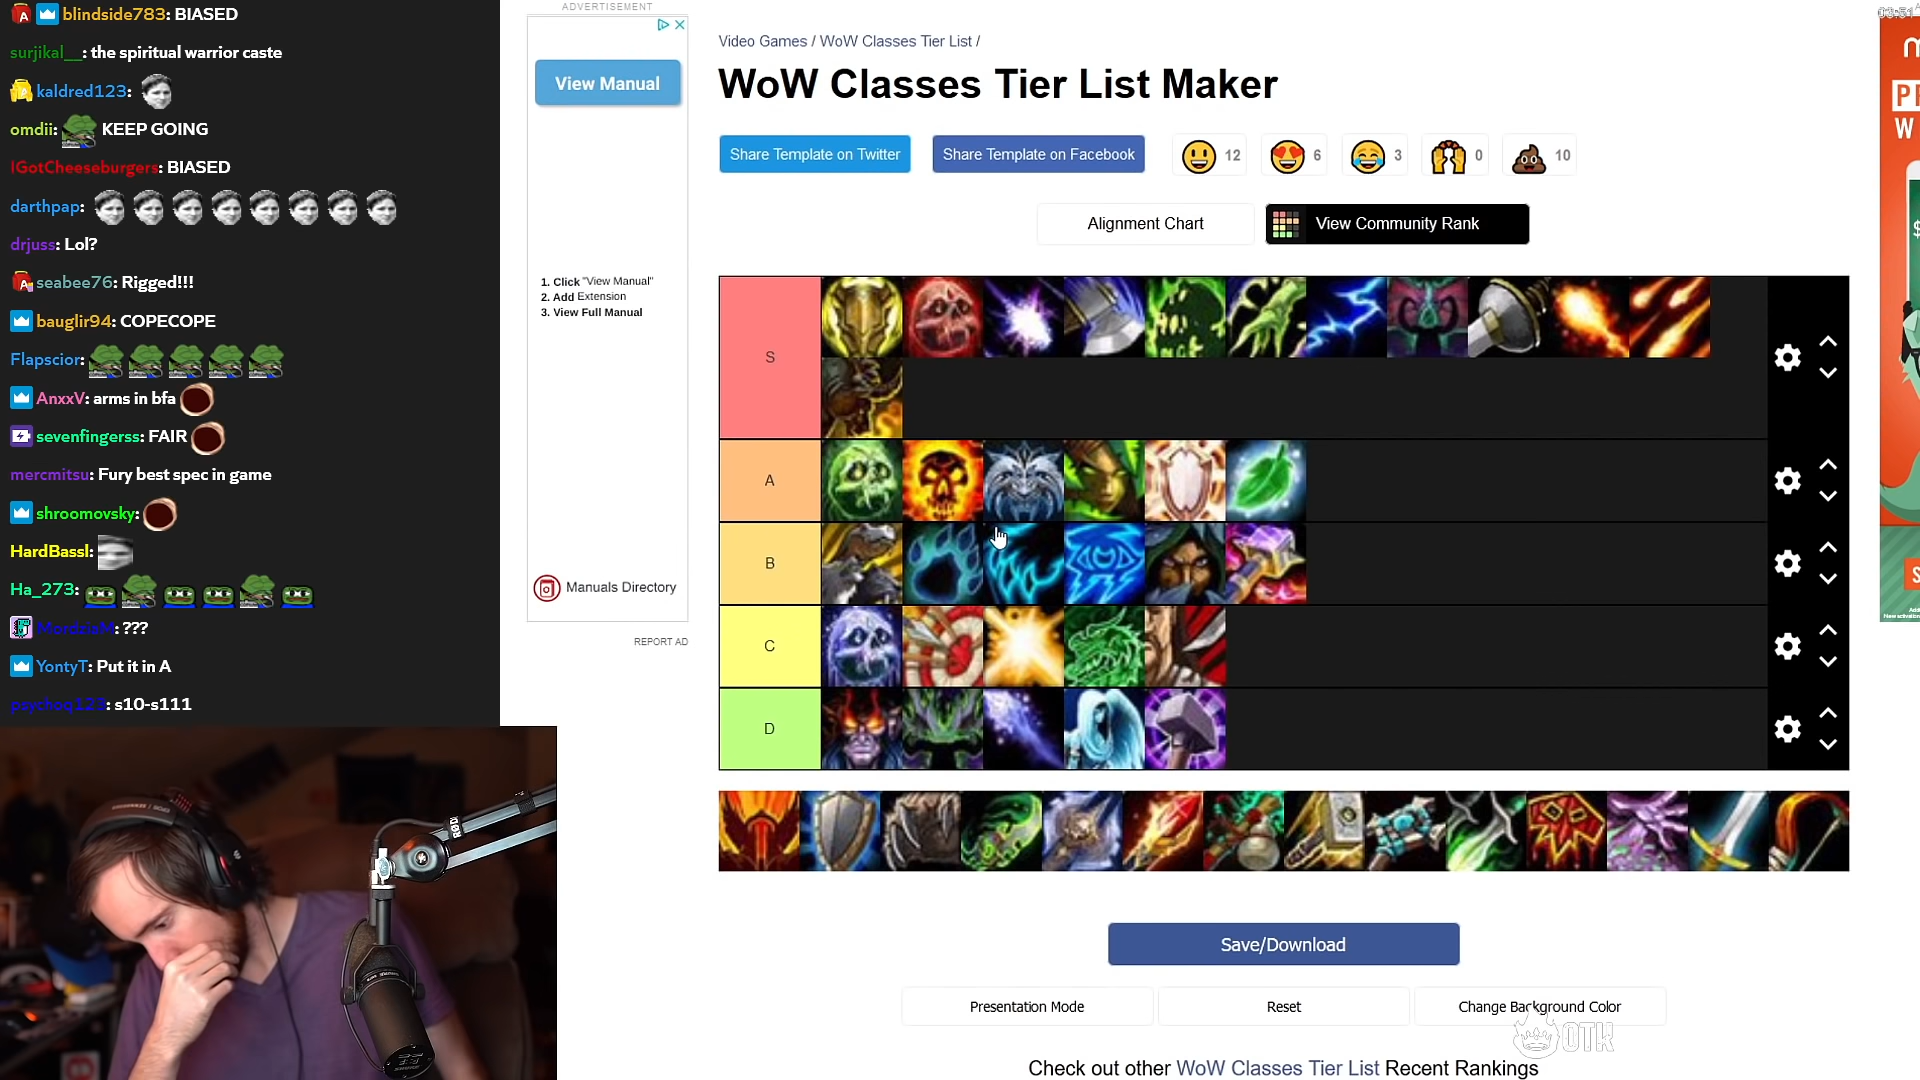 blindside783: BIASED
surjikal__: the spiritual warrior caste
kaldred123:
omdii: KEEP GOING
IGotCheeseburgers: BIASED
darthpap:
drjuss: Lol?
seabee76: Rigged!!!
bauglir94: COPECOPE
Flapscior:
AnxxV: arms in bfa
sevenfingerss: FAIR
mercmitsu: Fury best spec in game
shroomovsky:
HardBassl:
Ha_273:
MordziaM: ???
YontyT: Put it in A
psychoq123: s10-s111
ADVERTISEMENT
View Manual
1. Click "View Manual"
2. Add Extension
3. View Full Manual
Manuals Directory
REPORT AD
Video Games / WoW Classes Tier List /
WoW Classes Tier List Maker
Share Template on Twitter
Share Template on Facebook
12
6
3
0
10
Alignment Chart
View Community Rank
S
A
B
C
D
Save/Download
Presentation Mode
Reset
Change Background Color
OTK
Check out other WoW Classes Tier List Recent Rankings